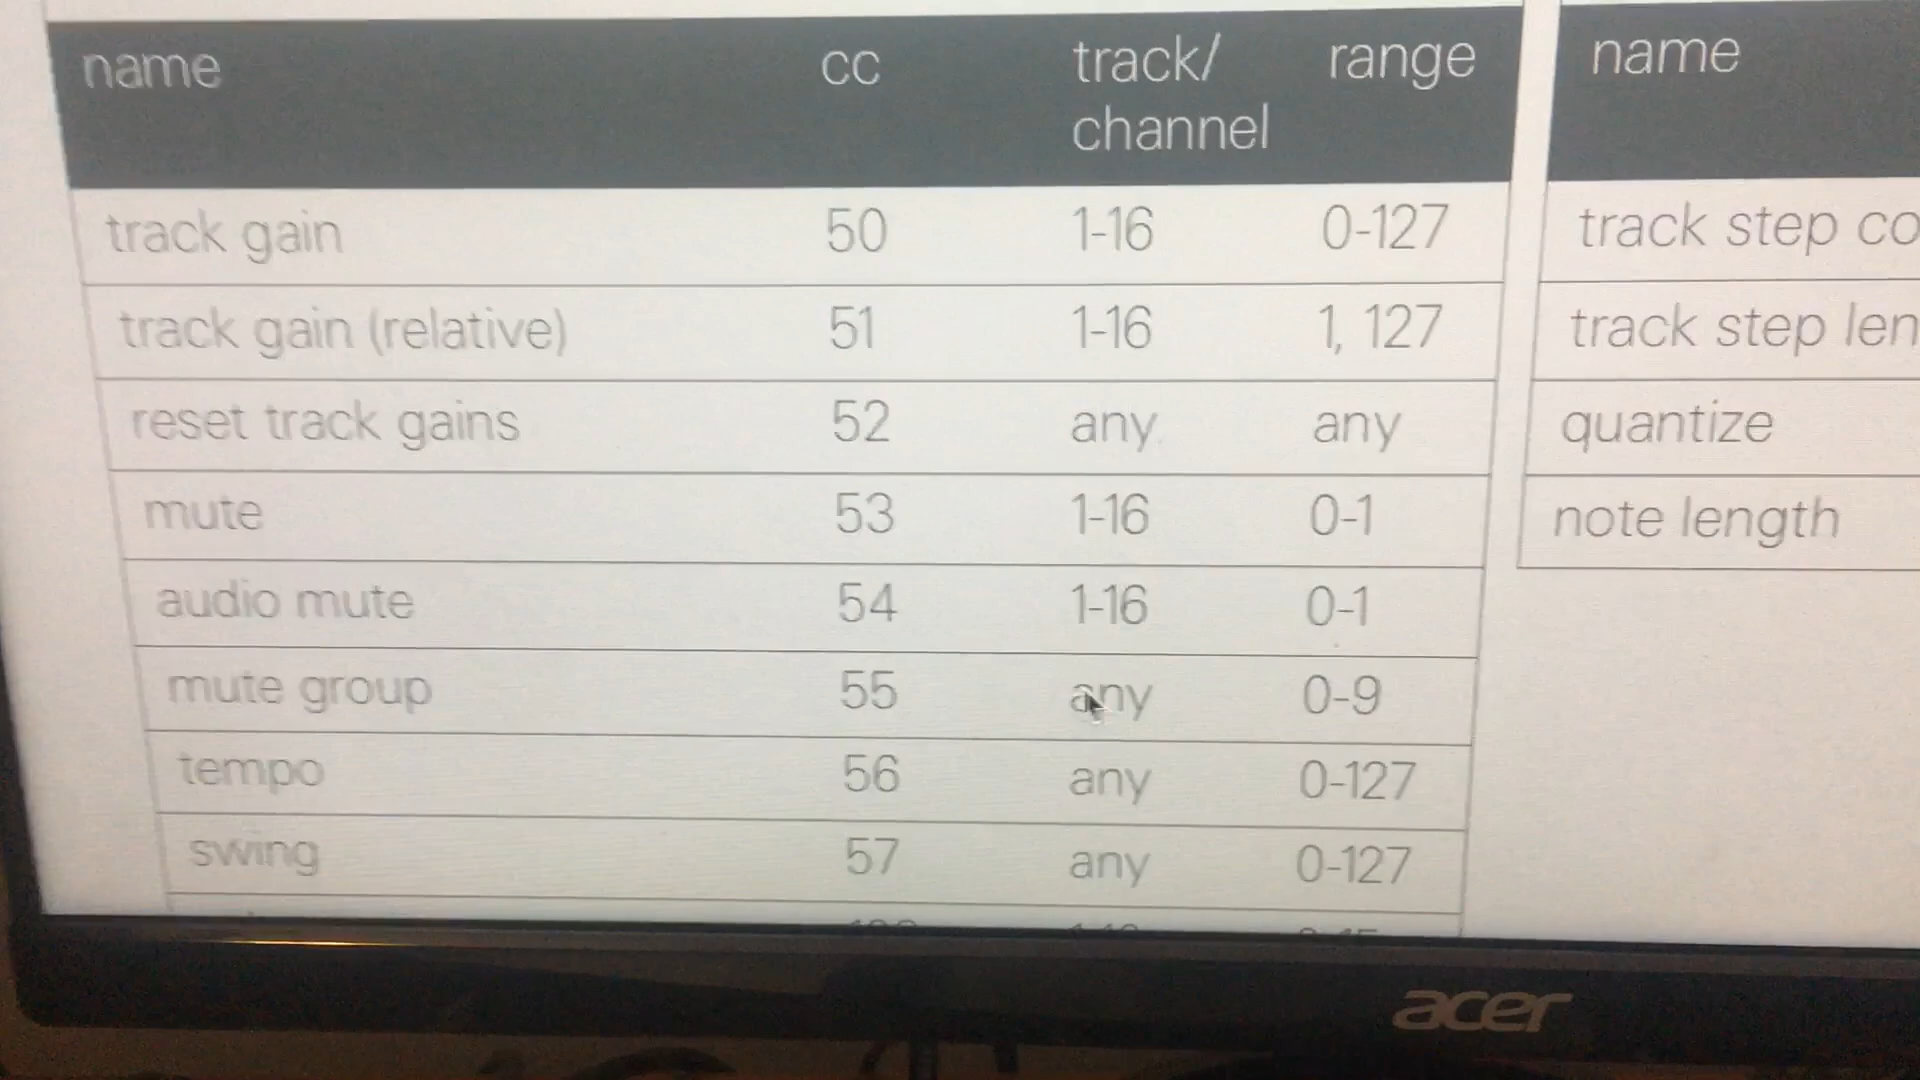 name cc track/ range
channel
track gain 50 1-16 0-127
track gain (relative) 51 1-16 1, 127
reset track gains 52 any any
mute 53 1-16 0-1
audio mute 54 1-16 0-1
mute group 55 any 0-9
tempo 56 any 0-127
swing 57 any 0-127
name
track step co
track step len
quantize
note length
acer